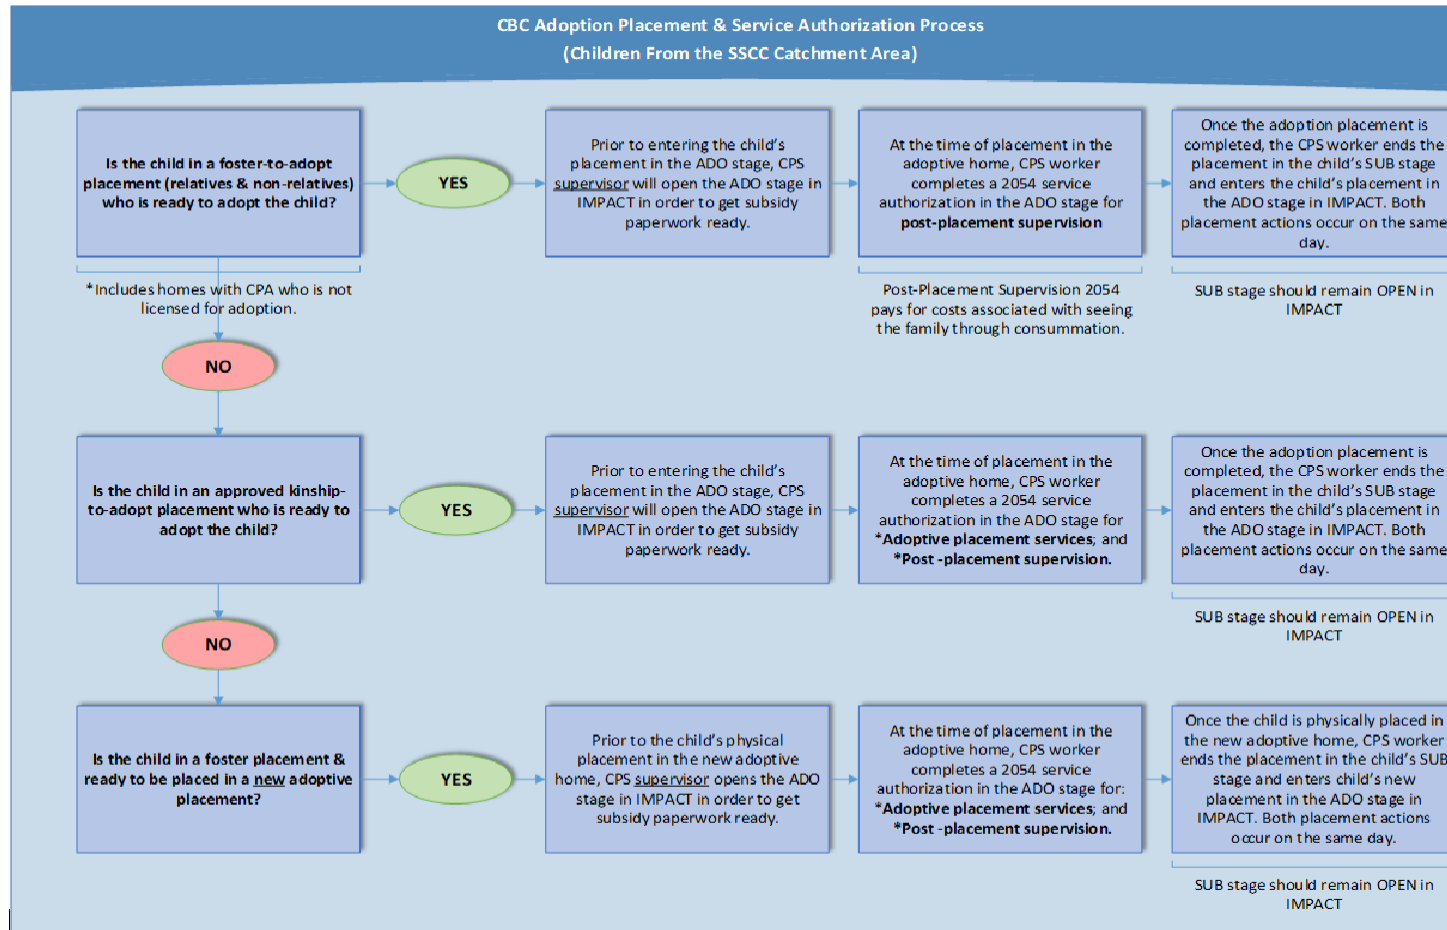 CBC Adoption Placement & Service Authorization Process
(Children From the SSCC Catchment Area)
Is the child in a foster-to-adopt
placement (relatives & non-relatives)
who is ready to adopt the child?
YES
Prior to entering the child's
placement in the ADO stage, CPS
supervisor will open the ADO stage in
IMPACT in order to get subsidy
paperwork ready.
At the time of placement in the
adoptive home, CPS worker
completes a 2054 service
authorization in the ADO stage for
post-placement supervision
Once the adoption placement is
completed, the CPS worker ends the
placement in the child's SUB stage
and enters the child's placement in
the ADO stage in IMPACT. Both
placement actions occur on the same
day.
*Includes homes with CPA who is not
licensed for adoption.
Post-Placement Supervision 2054
pays for costs associated with seeing
the family through consummation.
SUB stage should remain OPEN in
IMPACT
NO
Is the child in an approved kinship-
to-adopt placement who is ready to
adopt the child?
YES
Prior to entering the child's
placement in the ADO stage, CPS
supervisor will open the ADO stage in
IMPACT in order to get subsidy
paperwork ready.
At the time of placement in the
adoptive home, CPS worker
completes a 2054 service
authorization in the ADO stage for
*Adoptive placement services; and
*Post -placement supervision.
Once the adoption placement is
completed, the CPS worker ends the
placement in the child's SUB stage
and enters the child's placement in
the ADO stage in IMPACT. Both
placement actions occur on the same
day.
SUB stage should remain OPEN in
IMPACT
NO
Is the child in a foster placement &
ready to be placed in a new adoptive
placement?
YES
Prior to the child's physical
placement in the new adoptive
home, CPS supervisor opens the ADO
stage in IMPACT in order to get
subsidy paperwork ready.
At the time of placement in the
adoptive home, CPS worker
completes a 2054 service
authorization in the ADO stage for:
*Adoptive placement services; and
*Post -placement supervision.
Once the child is physically placed in
the new adoptive home, CPS worker
ends the placement in the child's SUB
stage and enters child's new
placement in the ADO stage in
IMPACT. Both placement actions
occur on the same day.
SUB stage should remain OPEN in
IMPACT